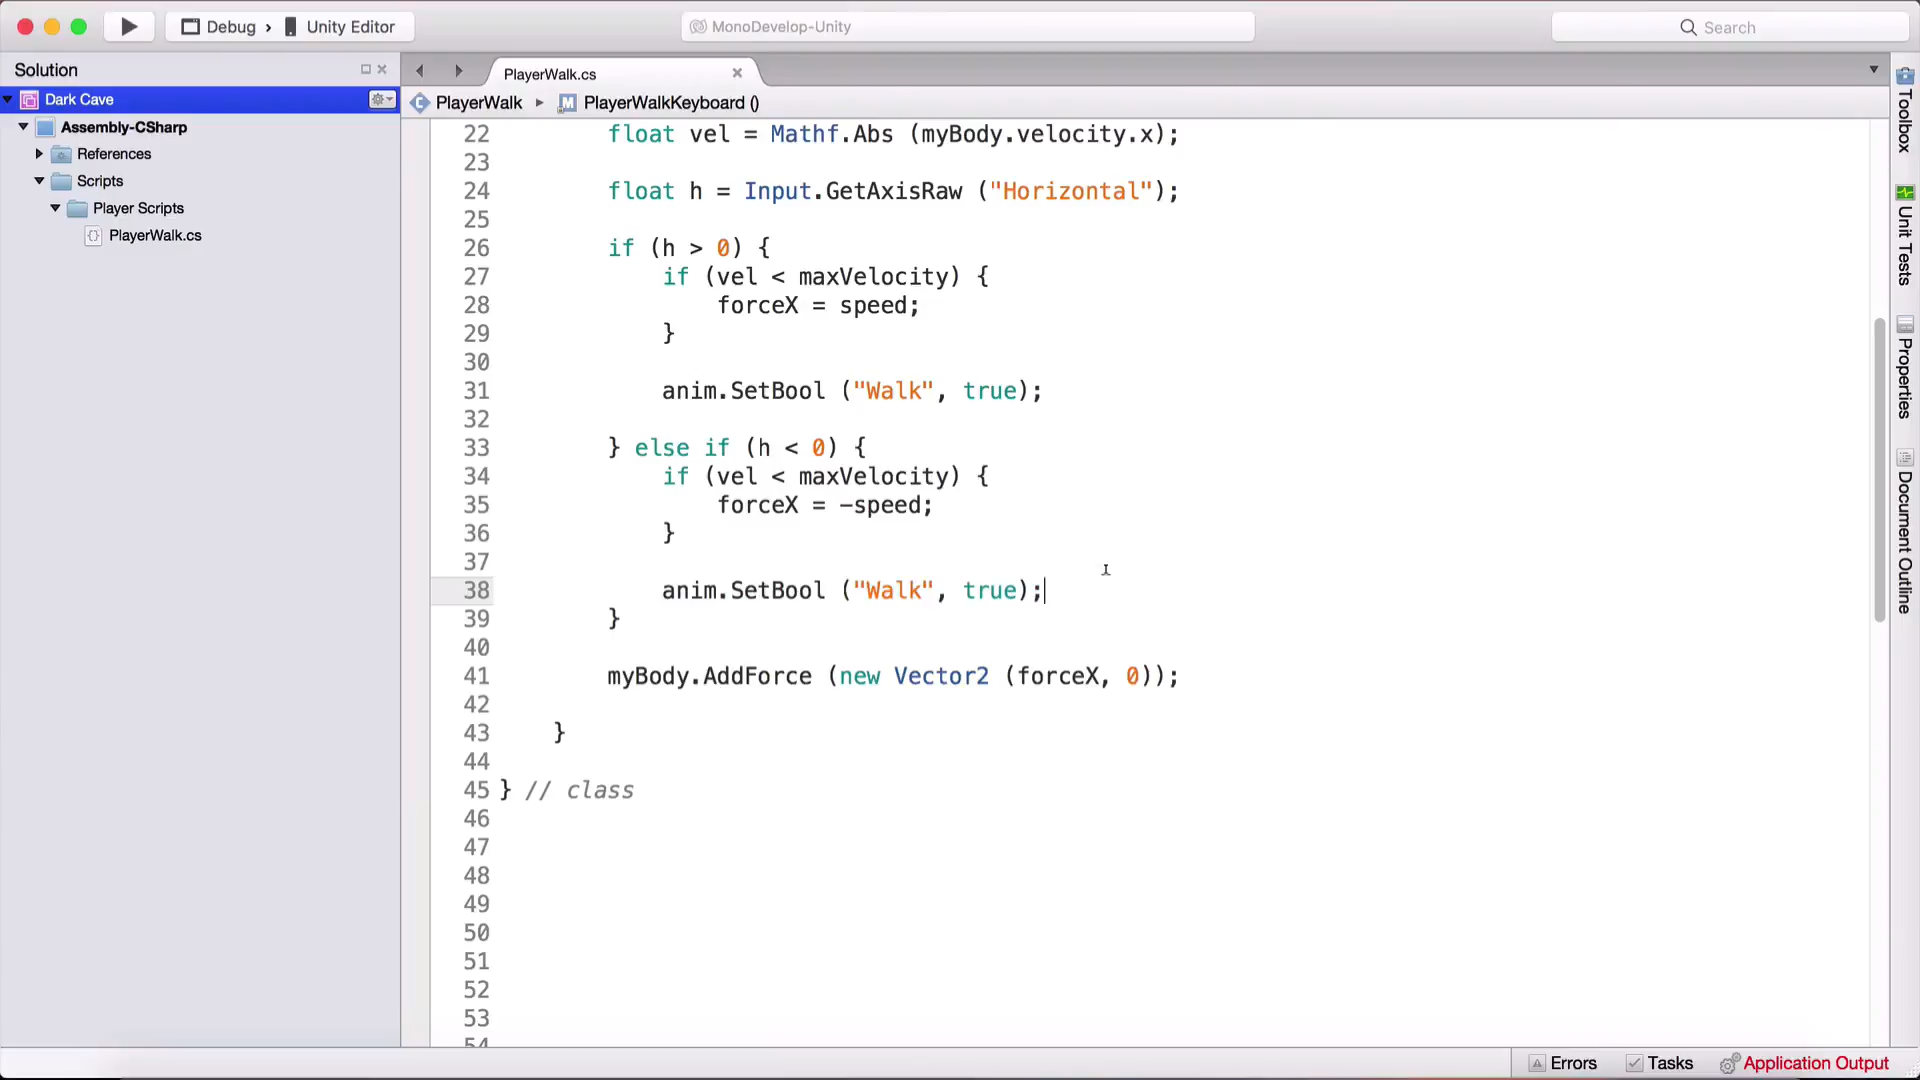 Debug › Unity Editor
MonoDevelop-Unity
Search
Solution
Dark Cave
Assembly-CSharp
References
Scripts
Player Scripts
PlayerWalk.cs
PlayerWalk.cs
PlayerWalk ▸ PlayerWalkKeyboard ()
22 float vel = Mathf.Abs (myBody.velocity.x);
23
24 float h = Input.GetAxisRaw ("Horizontal");
25
26 if (h > 0) {
27 if (vel < maxVelocity) {
28 forceX = speed;
29 }
30
31 anim.SetBool ("Walk", true);
32
33 } else if (h < 0) {
34 if (vel < maxVelocity) {
35 forceX = -speed;
36 }
37
38 anim.SetBool ("Walk", true);
39 }
40
41 myBody.AddForce (new Vector2 (forceX, 0));
42
43 }
44
45 } // class
46
47
48
49
50
51
52
53
54
Toolbox
Unit Tests
Properties
Document Outline
Errors
Tasks
Application Output